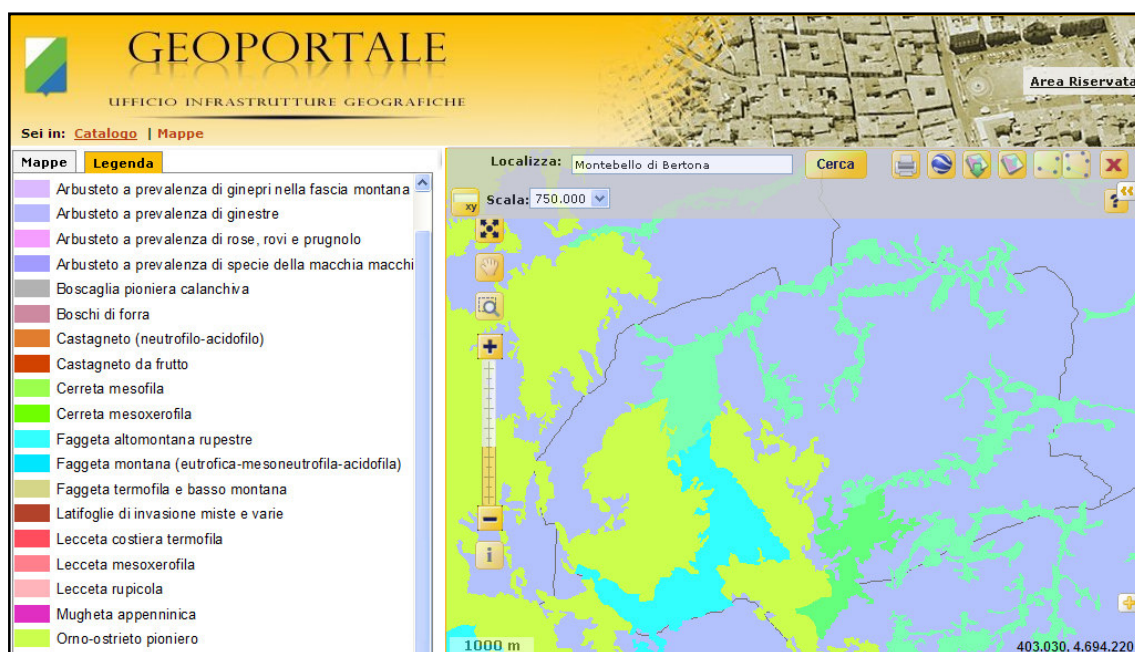 GEOPORTALE
UFFICIO INFRASTRUTTURE GEOGRAFICHE
Area Riservata
Sei in: Catalogo | Mappe
Mappe Legenda
Localizza: Montebello di Bertona Cerca
xy Scala: 750.000
?
Arbusteto a prevalenza di ginepri nella fascia montana
Arbusteto a prevalenza di ginestre
Arbusteto a prevalenza di rose, rovi e prugnolo
Arbusteto a prevalenza di specie della macchia macchi
Boscaglia pioniera calanchiva
Boschi di forra
Castagneto (neutrofilo-acidofilo)
Castagneto da frutto
Cerreta mesofila
Cerreta mesoxerofila
Faggeta altomontana rupestre
Faggeta montana (eutrofica-mesoneutrofila-acidofila)
Faggeta termofila e basso montana
Latifoglie di invasione miste e varie
Lecceta costiera termofila
Lecceta mesoxerofila
Lecceta rupicola
Mugheta appenninica
Orno-ostrieto pioniero
i
1000 m
403.030, 4.694.220